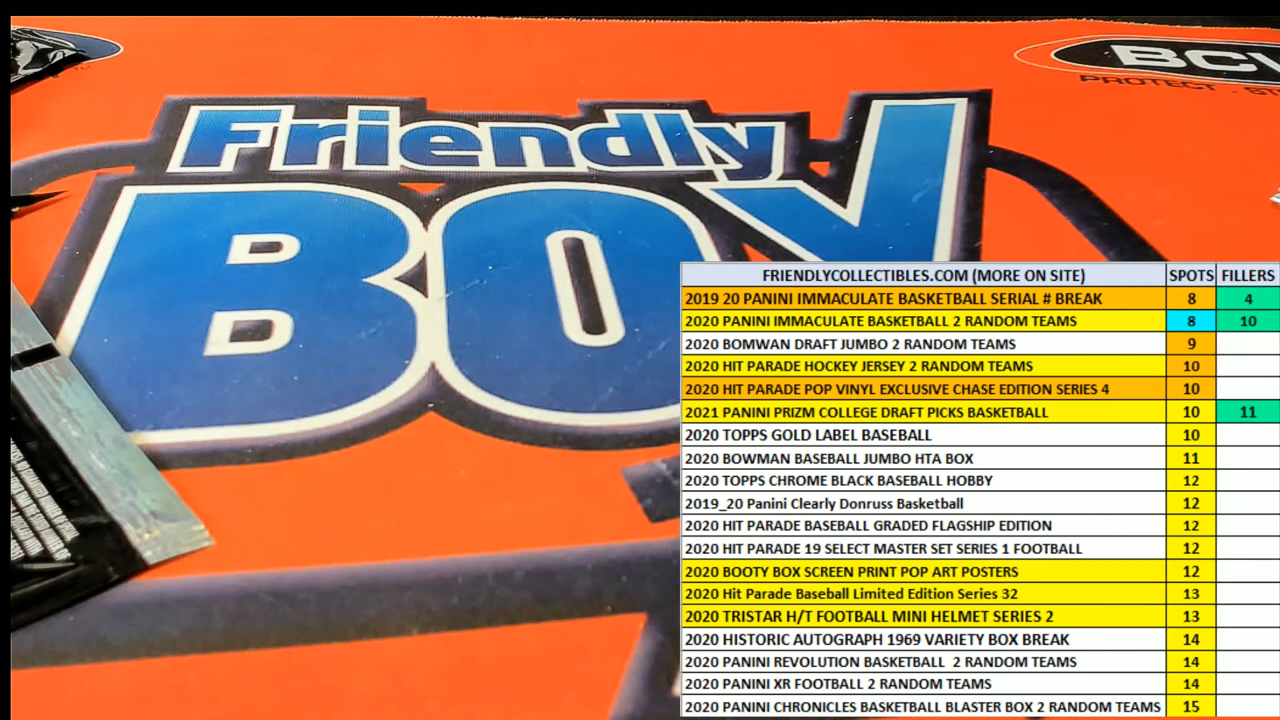 Friendly
BOY
BCW
PROTECT - ST
FRIENDLYCOLLECTIBLES.COM (MORE ON SITE) SPOTS FILLERS
2019 20 PANINI IMMACULATE BASKETBALL SERIAL # BREAK 8 4
2020 PANINI IMMACULATE BASKETBALL 2 RANDOM TEAMS 8 10
2020 BOMWAN DRAFT JUMBO 2 RANDOM TEAMS 9
2020 HIT PARADE HOCKEY JERSEY 2 RANDOM TEAMS 10
2020 HIT PARADE POP VINYL EXCLUSIVE CHASE EDITION SERIES 4 10
2021 PANINI PRIZM COLLEGE DRAFT PICKS BASKETBALL 10 11
2020 TOPPS GOLD LABEL BASEBALL 10
2020 BOWMAN BASEBALL JUMBO HTA BOX 11
2020 TOPPS CHROME BLACK BASEBALL HOBBY 12
2019_20 Panini Clearly Donruss Basketball 12
2020 HIT PARADE BASEBALL GRADED FLAGSHIP EDITION 12
2020 HIT PARADE 19 SELECT MASTER SET SERIES 1 FOOTBALL 12
2020 BOOTY BOX SCREEN PRINT POP ART POSTERS 12
2020 Hit Parade Baseball Limited Edition Series 32 13
2020 TRISTAR H/T FOOTBALL MINI HELMET SERIES 2 13
2020 HISTORIC AUTOGRAPH 1969 VARIETY BOX BREAK 14
2020 PANINI REVOLUTION BASKETBALL 2 RANDOM TEAMS 14
2020 PANINI XR FOOTBALL 2 RANDOM TEAMS 14
2020 PANINI CHRONICLES BASKETBALL BLASTER BOX 2 RANDOM TEAMS 15